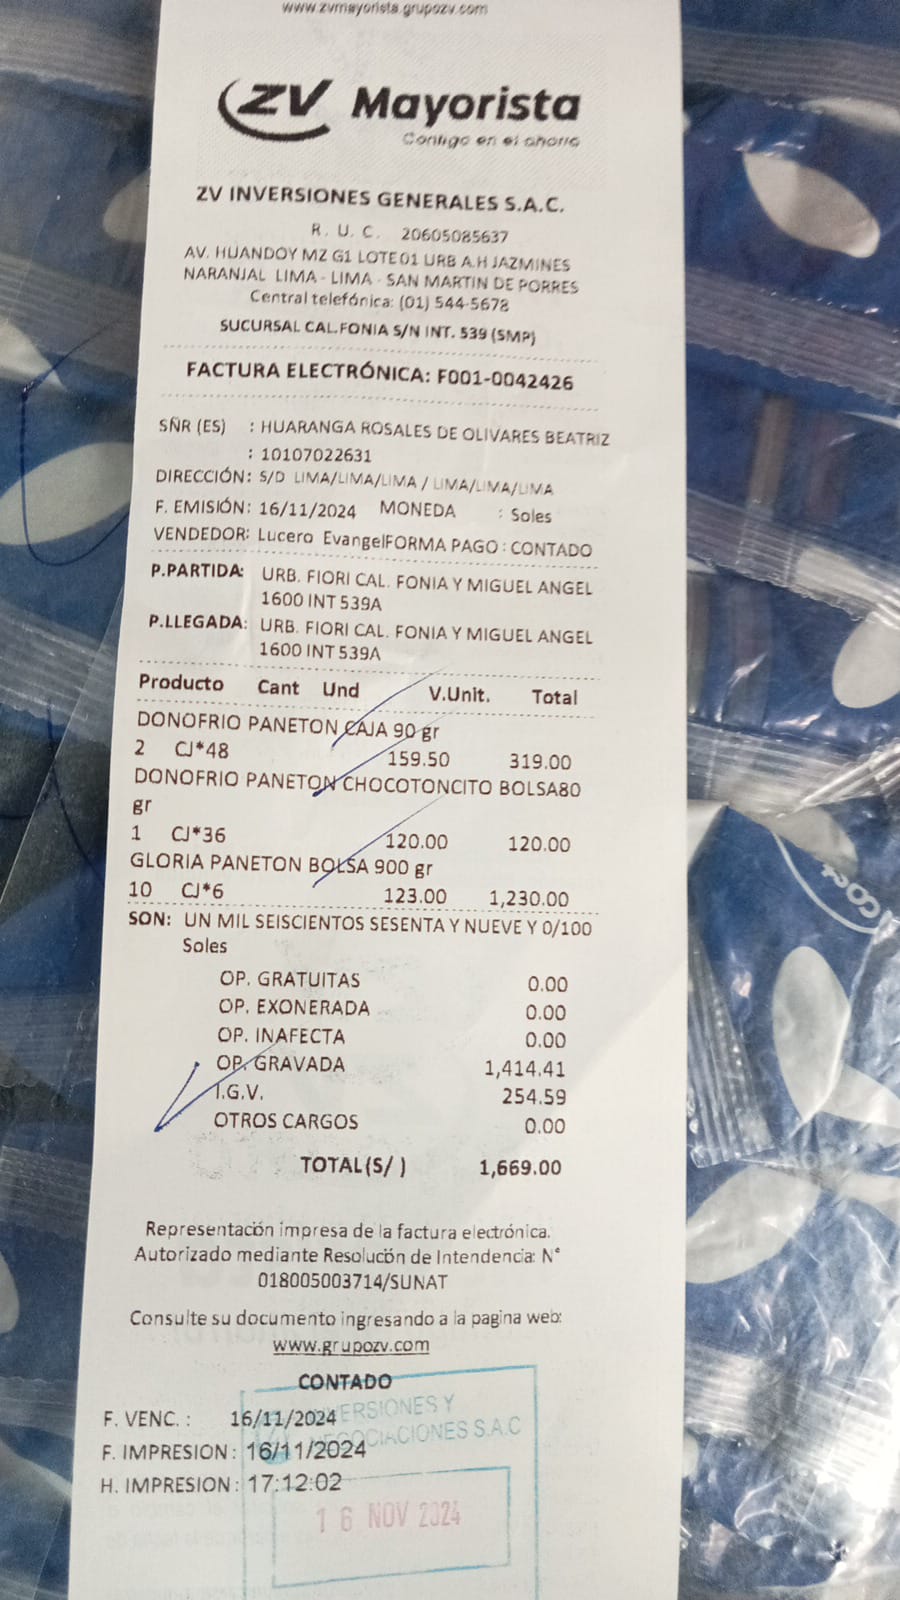 www.zvmayorista.grupozv.com
ZV Mayorista
Contigo en el ahorro
ZV INVERSIONES GENERALES S.A.C.
R. U. C. 20605085637
AV. HUANDOY MZ G1 LOTE 01 URB A.H JAZMINES
NARANJAL LIMA - LIMA - SAN MARTIN DE PORRES
Central telefónica: (01) 544-5678
SUCURSAL CAL.FONIA S/N INT. 539 (SMP)
FACTURA ELECTRÓNICA: F001-0042426
SÑR (ES) : HUARANGA ROSALES DE OLIVARES BEATRIZ
: 10107022631
DIRECCIÓN: S/D LIMA/LIMA/LIMA / LIMA/LIMA/LIMA
F. EMISIÓN: 16/11/2024 MONEDA : Soles
VENDEDOR: Lucero Evangel FORMA PAGO : CONTADO
P.PARTIDA: URB. FIORI CAL. FONIA Y MIGUEL ANGEL
1600 INT 539A
P.LLEGADA: URB. FIORI CAL. FONIA Y MIGUEL ANGEL
1600 INT 539A
Producto Cant Und V.Unit. Total
DONOFRIO PANETON CAJA 90 gr
2 CJ*48 159.50 319.00
DONOFRIO PANETON CHOCOTONCITO BOLSA80
gr
1 CJ*36 120.00 120.00
GLORIA PANETON BOLSA 900 gr
10 CJ*6 123.00 1,230.00
SON: UN MIL SEISCIENTOS SESENTA Y NUEVE Y 0/100
Soles
OP. GRATUITAS 0.00
OP. EXONERADA 0.00
OP. INAFECTA 0.00
OP. GRAVADA 1,414.41
I.G.V. 254.59
OTROS CARGOS 0.00
TOTAL(S/ ) 1,669.00
Representación impresa de la factura electrónica.
Autorizado mediante Resolución de Intendencia: N°
018005003714/SUNAT
Consulte su documento ingresando a la pagina web:
www.grupozv.com
CONTADO
F. VENC. : 16/11/2024
F. IMPRESION : 16/11/2024
H. IMPRESION : 17:12:02
INVERSIONES Y
NEGOCIACIONES S.A.C
16 NOV 2024